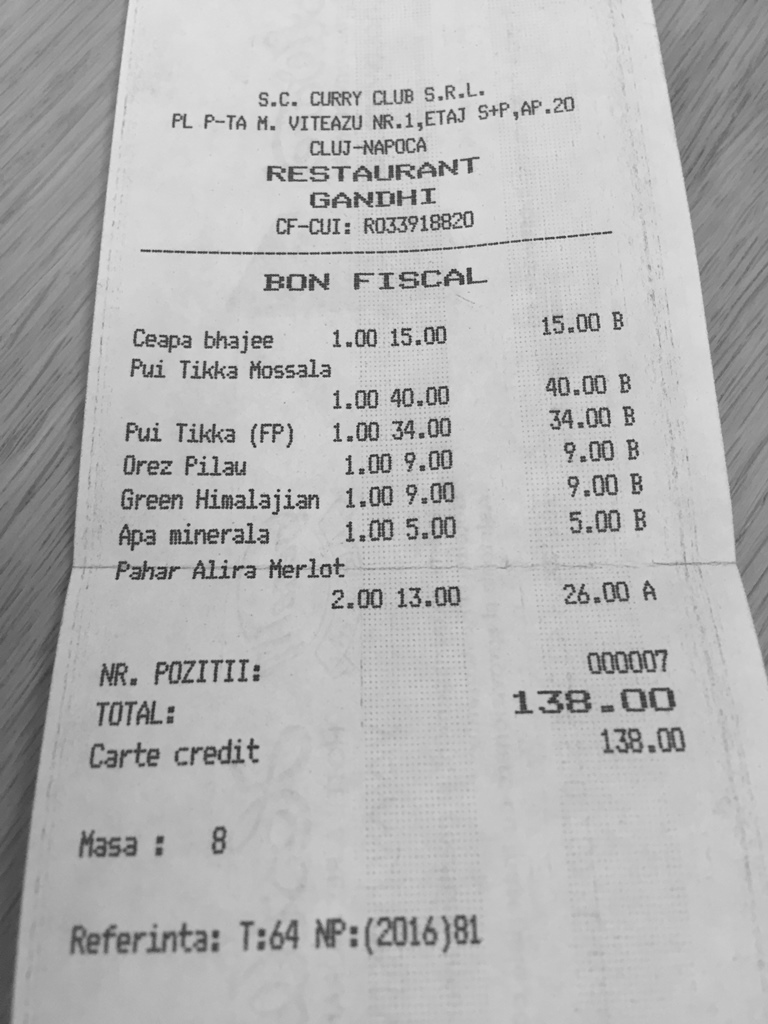 S.C. CURRY CLUB S.R.L.
PL P-TA M. VITEAZU NR.1,ETAJ S+P,AP.20
CLUJ-NAPOCA
RESTAURANT
GANDHI
CF-CUI: RO33918820
BON FISCAL
Ceapa bhajee 1.00 15.00 15.00 B
Pui Tikka Mossala
1.00 40.00 40.00 B
Pui Tikka (FP) 1.00 34.00 34.00 B
Orez Pilau 1.00 9.00 9.00 B
Green Himalajian 1.00 9.00 9.00 B
Apa minerala 1.00 5.00 5.00 B
Pahar Alira Merlot
2.00 13.00 26.00 A
NR. POZITII: 000007
TOTAL: 138.00
Carte credit 138.00
Masa : 8
Referinta: T:64 NP:(2016)81